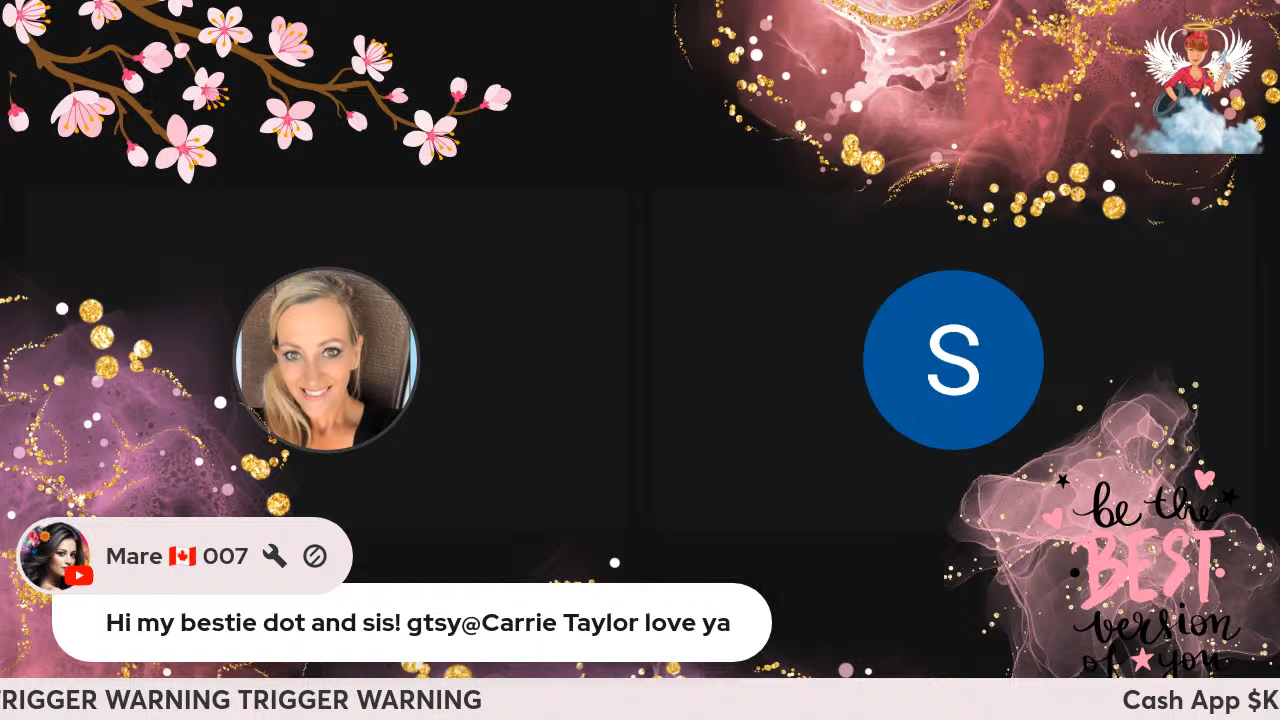 S
be the
BEST
version
of you
Mare 🇨🇦 007
Hi my bestie dot and sis! gtsy@Carrie Taylor love ya
TRIGGER WARNING TRIGGER WARNING
Cash App $K